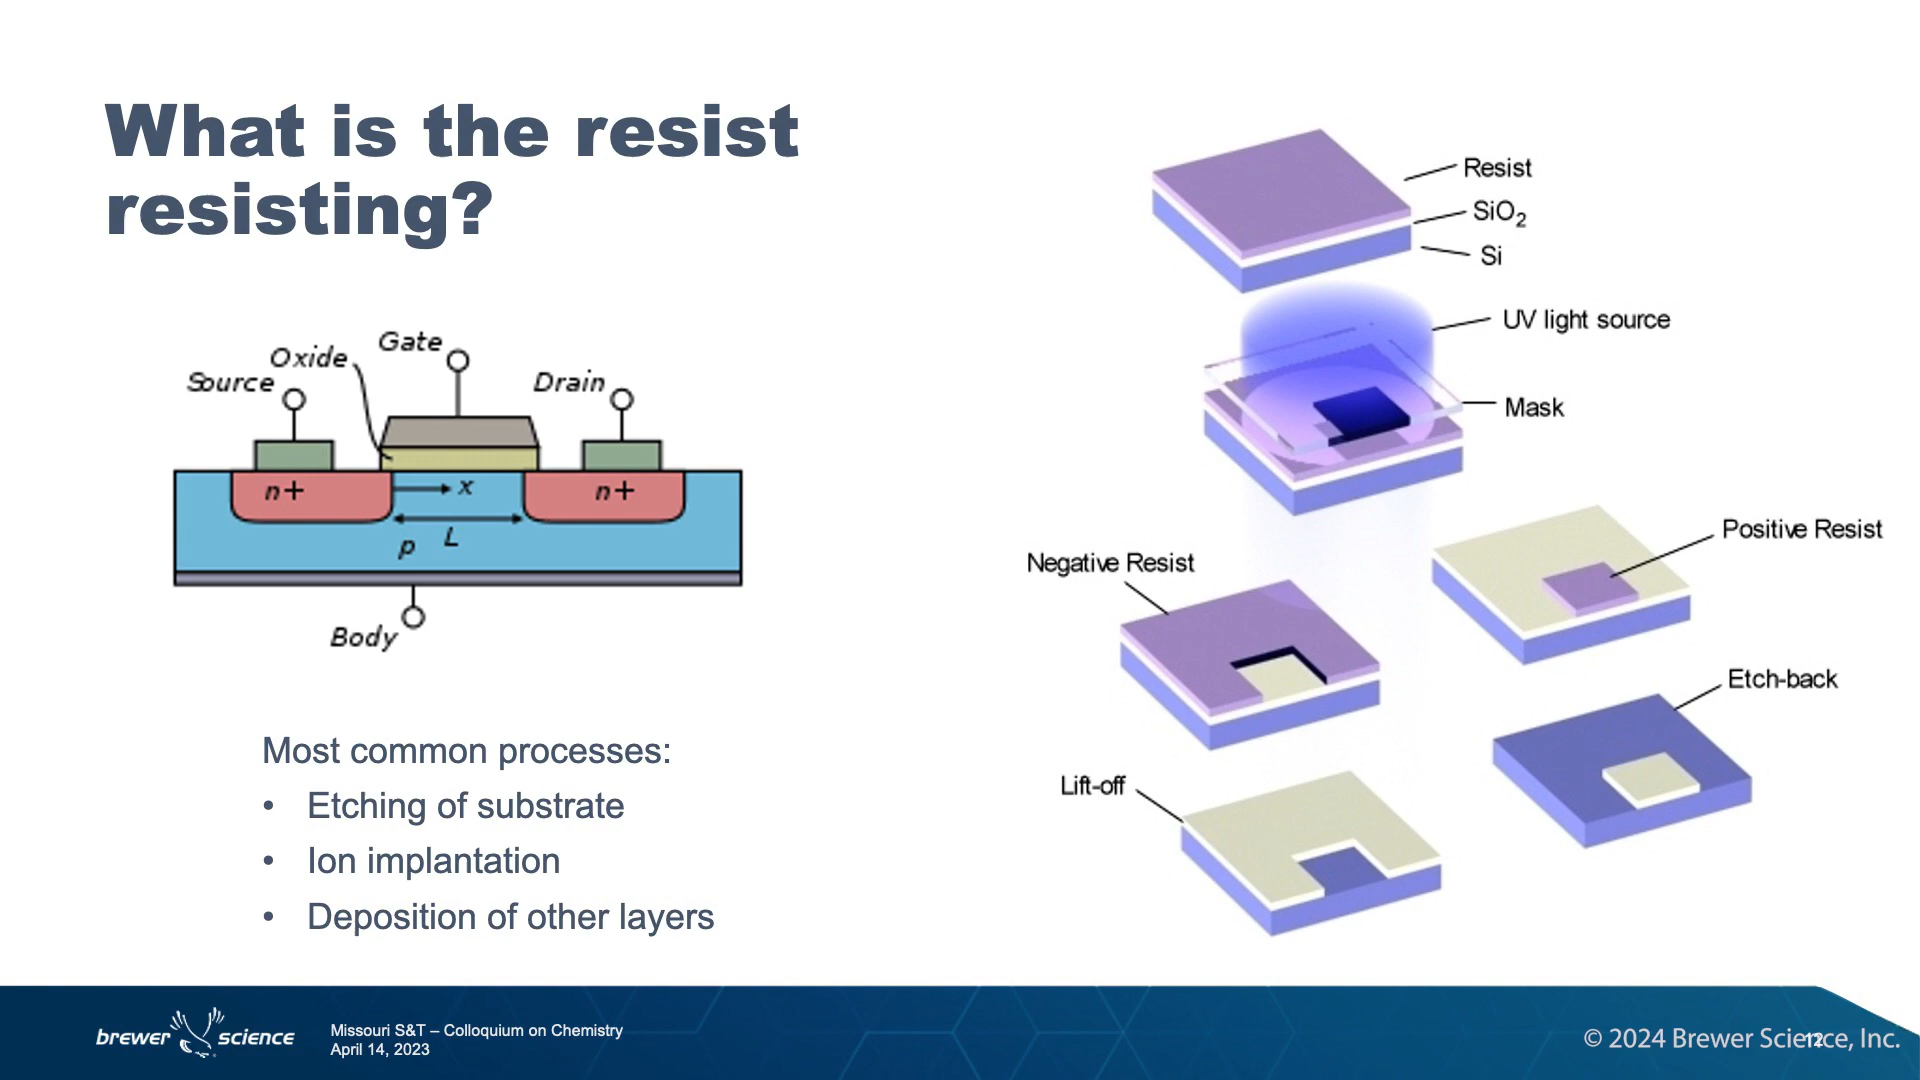 What is the resist
resisting?
Gate
Oxide
Source
Drain
n+
x
n+
L
p
Body
Most common processes:
• Etching of substrate
• Ion implantation
• Deposition of other layers
Resist
SiO₂
Si
UV light source
Mask
Positive Resist
Negative Resist
Etch-back
Lift-off
brewer science
Missouri S&T – Colloquium on Chemistry
April 14, 2023
12
© 2024 Brewer Science, Inc.